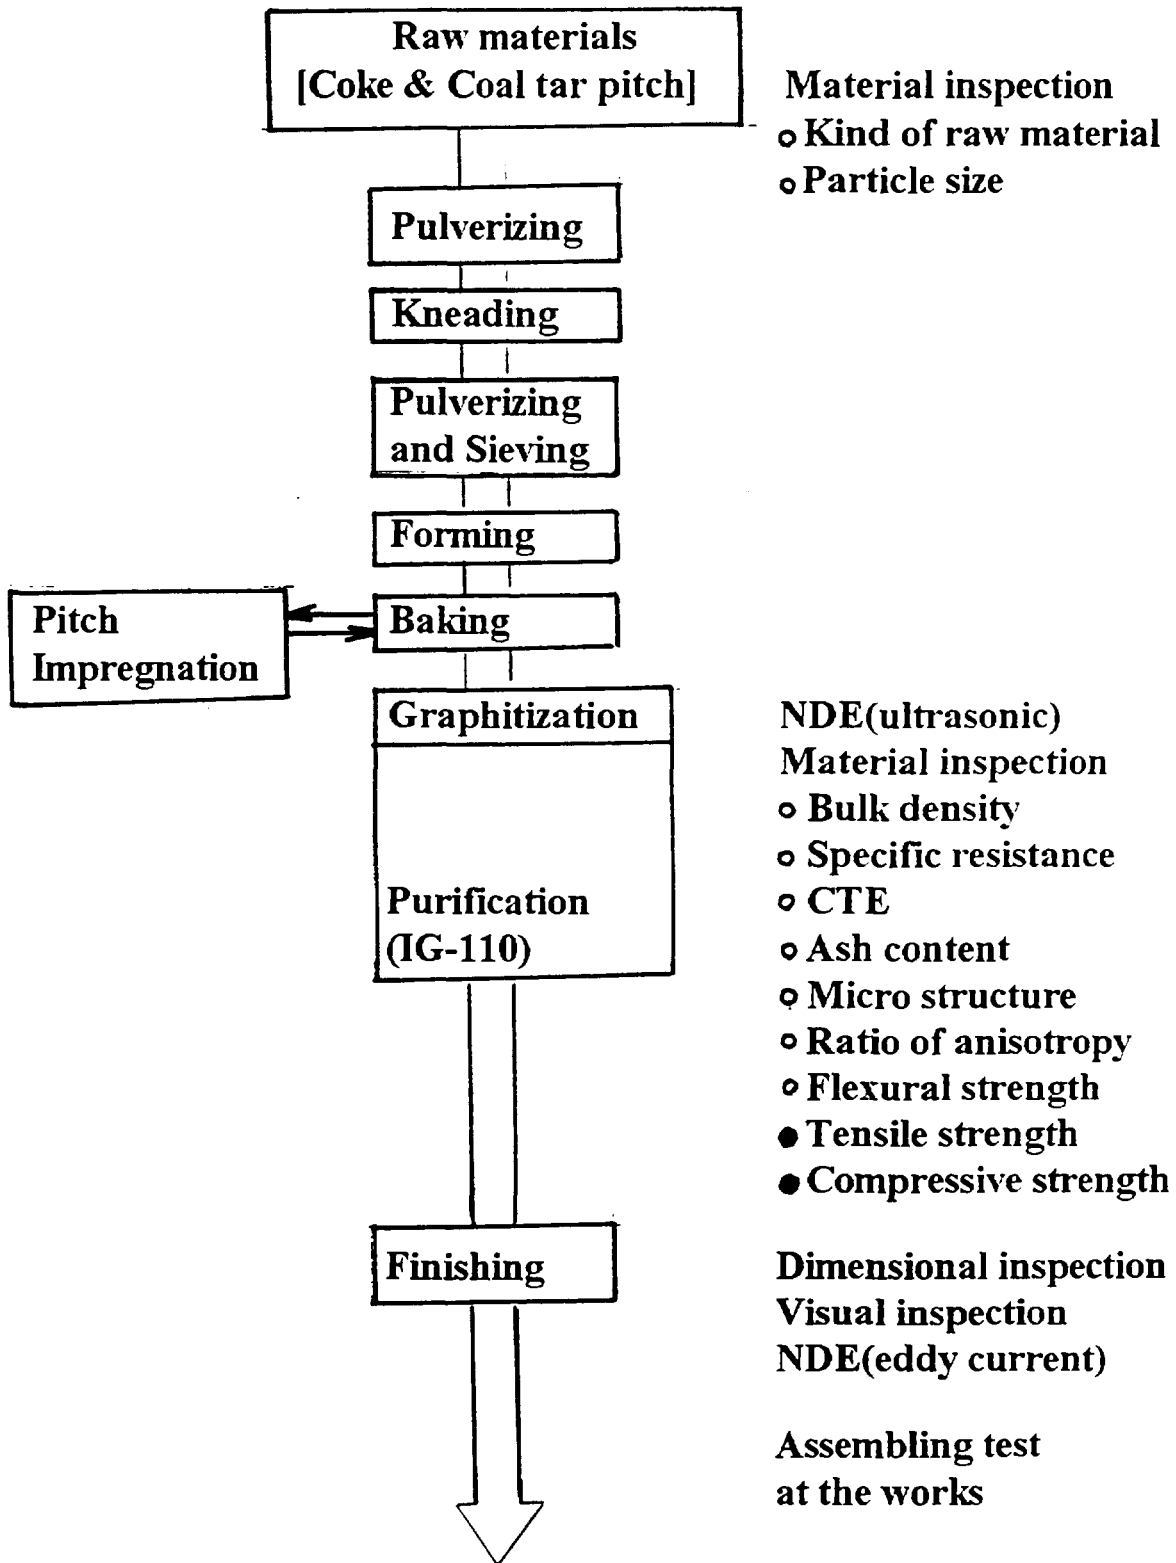 Raw materials
[Coke & Coal tar pitch]
Material inspection
o Kind of raw material
o Particle size
Pulverizing
Kneading
Pulverizing
and Sieving
Forming
Baking
Pitch
Impregnation
Graphitization
Purification
(IG-110)
NDE(ultrasonic)
Material inspection
o Bulk density
o Specific resistance
o CTE
o Ash content
o Micro structure
o Ratio of anisotropy
o Flexural strength
● Tensile strength
● Compressive strength
Finishing
Dimensional inspection
Visual inspection
NDE(eddy current)
Assembling test
at the works